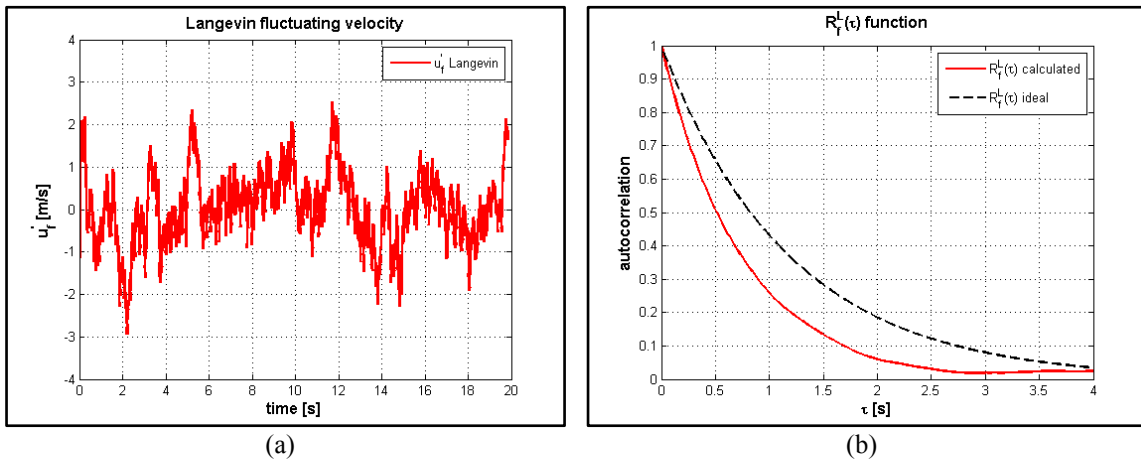 Langevin fluctuating velocity
4
3
2
1
0
-1
-2
-3
-4
u'f [m/s]
u'f Langevin
0 2 4 6 8 10 12 14 16 18 20
time [s]
(a)
R_f^L(τ) function
1
0.9
0.8
0.7
0.6
0.5
0.4
0.3
0.2
0.1
0
autocorrelation
R_f^L(τ) calculated
R_f^L(τ) ideal
0 0.5 1 1.5 2 2.5 3 3.5 4
τ [s]
(b)